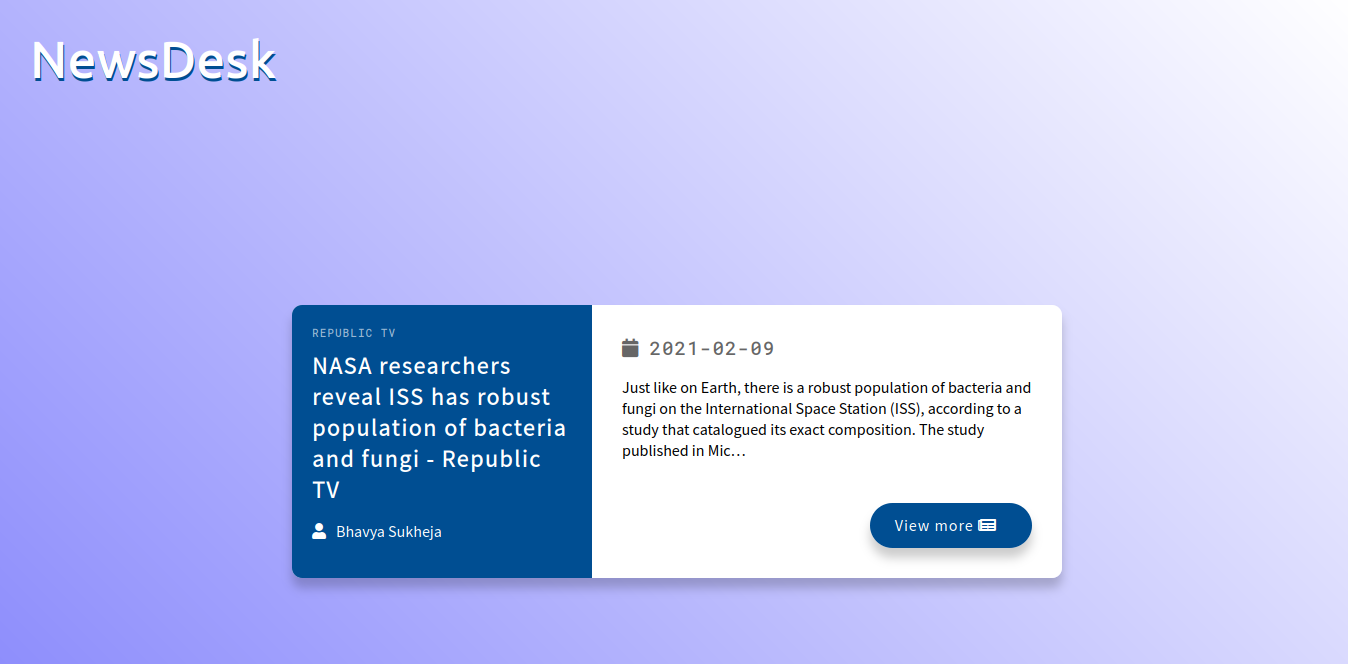 NewsDesk
REPUBLIC TV
NASA researchers
reveal ISS has robust
population of bacteria
and fungi - Republic
TV
Bhavya Sukheja
2021-02-09
Just like on Earth, there is a robust population of bacteria and
fungi on the International Space Station (ISS), according to a
study that catalogued its exact composition. The study
published in Mic…
View more